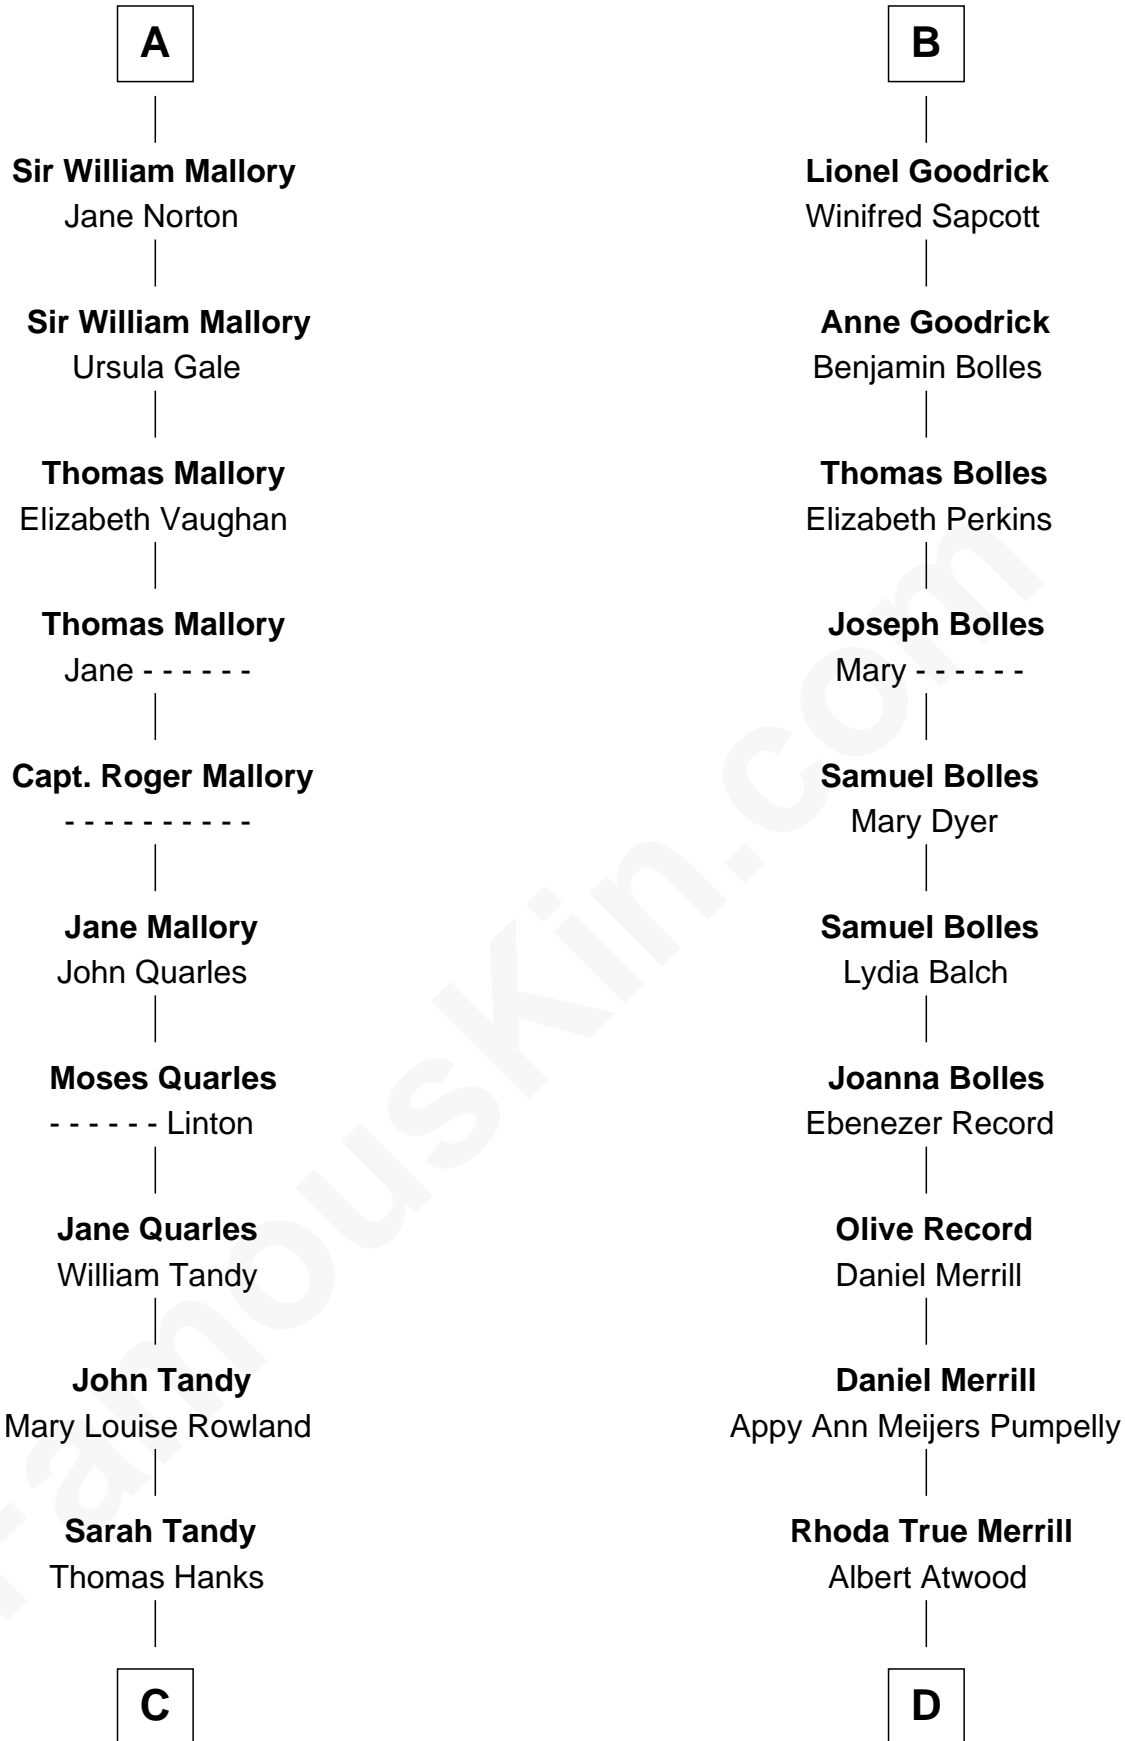 A
Sir William Mallory
Jane Norton
Sir William Mallory
Ursula Gale
Thomas Mallory
Elizabeth Vaughan
Thomas Mallory
Jane - - - - - -
Capt. Roger Mallory
- - - - - - - - - -
Jane Mallory
John Quarles
Moses Quarles
- - - - - - Linton
Jane Quarles
William Tandy
John Tandy
Mary Louise Rowland
Sarah Tandy
Thomas Hanks
C
B
Lionel Goodrick
Winifred Sapcott
Anne Goodrick
Benjamin Bolles
Thomas Bolles
Elizabeth Perkins
Joseph Bolles
Mary - - - - - -
Samuel Bolles
Mary Dyer
Samuel Bolles
Lydia Balch
Joanna Bolles
Ebenezer Record
Olive Record
Daniel Merrill
Daniel Merrill
Appy Ann Meijers Pumpelly
Rhoda True Merrill
Albert Atwood
D
FamousKin.com